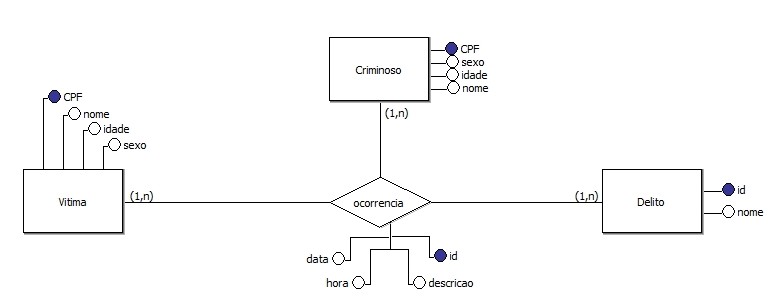 Criminoso
CPF
sexo
idade
nome
(1,n)
CPF
nome
idade
sexo
Vitima
(1,n)
ocorrencia
(1,n)
Delito
id
nome
data
id
hora
descricao